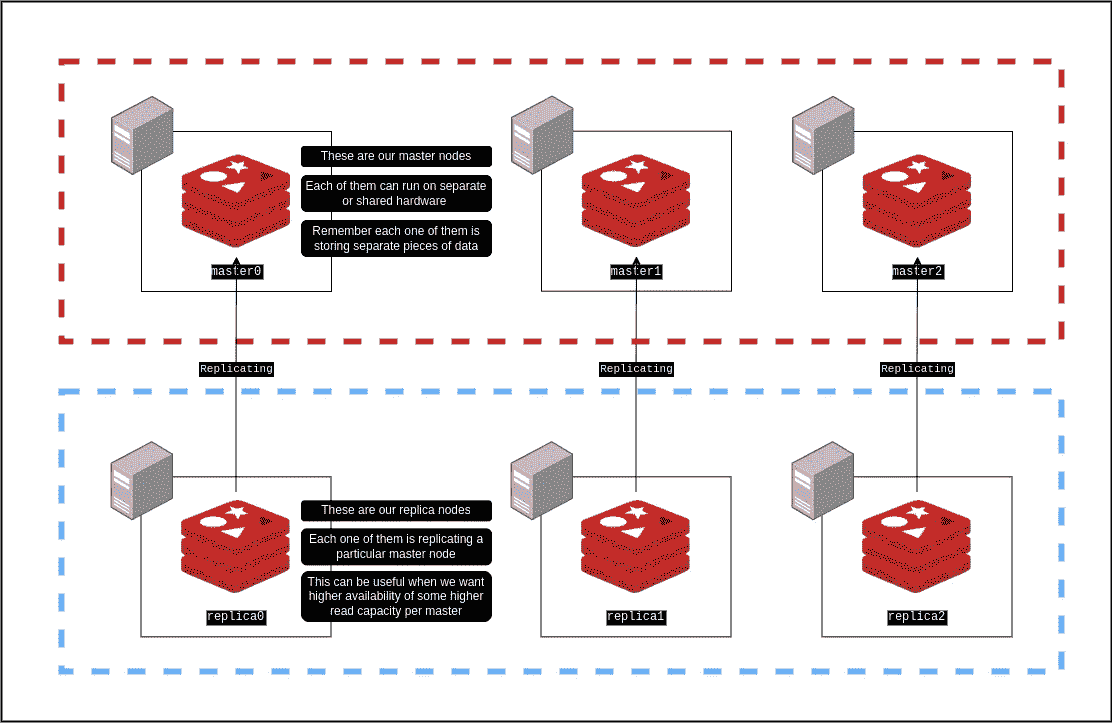 These are our master nodes
Each of them can run on separate
or shared hardware
Remember each one of them is
storing separate pieces of data
master0
master1
master2
Replicating
Replicating
Replicating
These are our replica nodes
Each one of them is replicating a
particular master node
This can be useful when we want
higher availability of some higher
read capacity per master
replica0
replica1
replica2